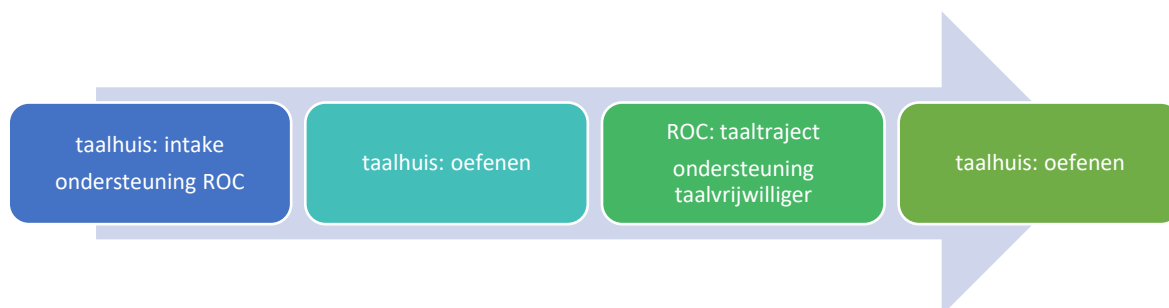 taalhuis: intake
ondersteuning ROC
taalhuis: oefenen
ROC: taaltraject
ondersteuning
taalvrijwilliger
taalhuis: oefenen